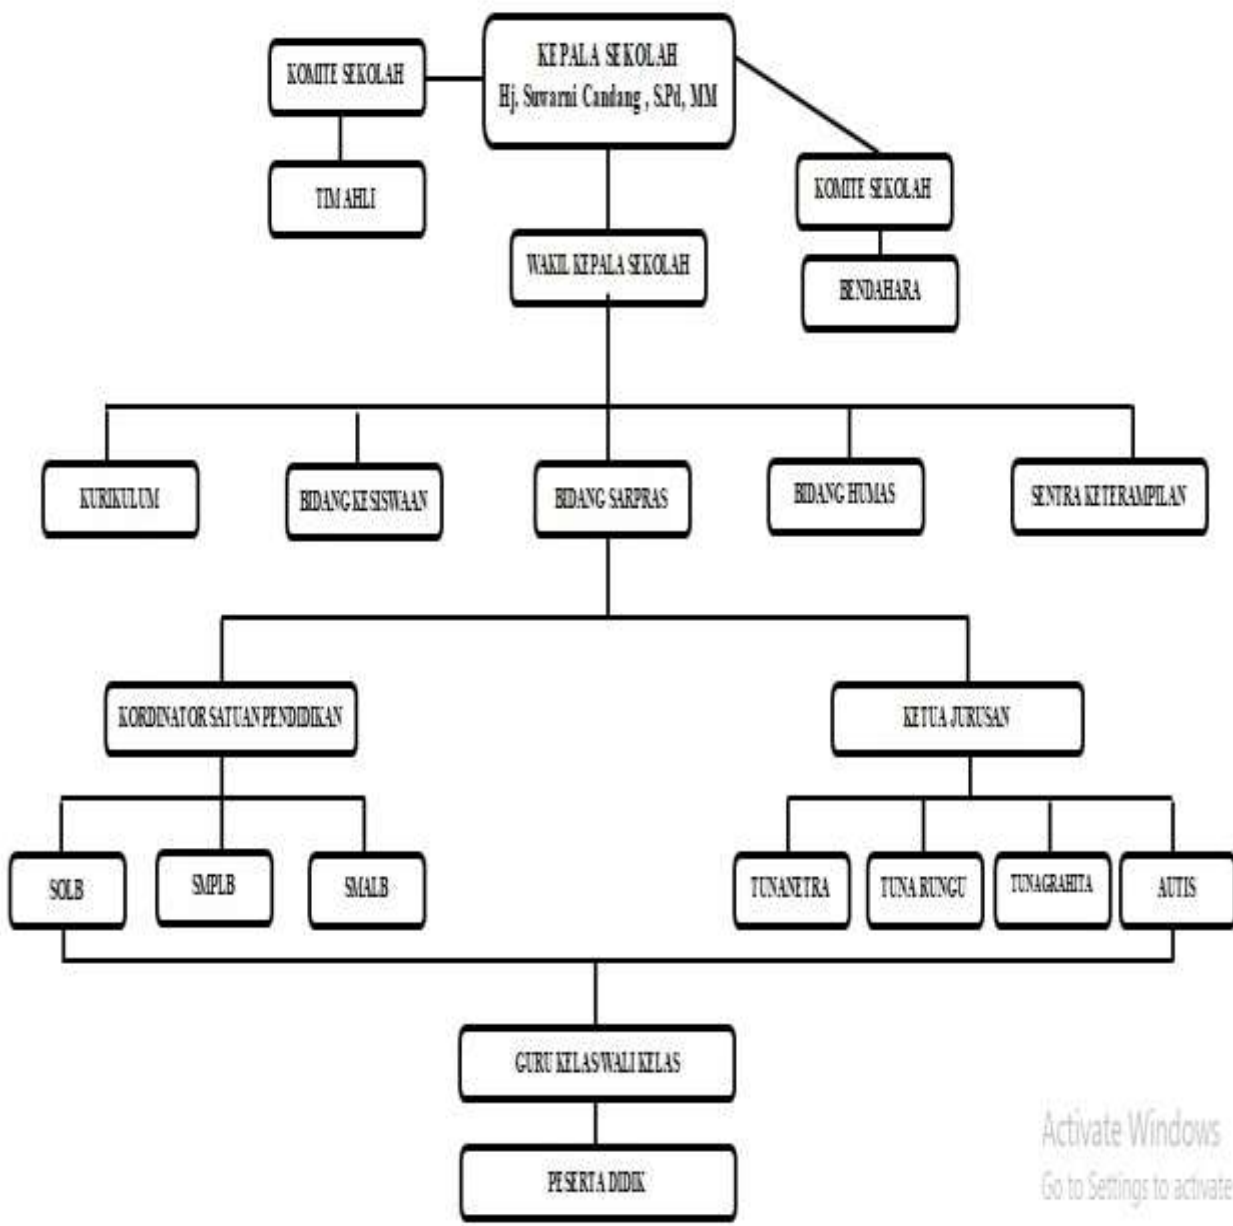 KEPALA SEKOLAH
Hj. Suwarni Candang , S.Pd, MM
KOMITE SEKOLAH
TIM AHLI
KOMITE SEKOLAH
WAKIL KEPALA SEKOLAH
BENDAHARA
KURIKULUM
BIDANG KESISWAAN
BIDANG SARPRAS
BIDANG HUMAS
SENTRA KETERAMPILAN
KORDINATOR SATUAN PENDIDIKAN
KETUA JURUSAN
SOLB
SMPLB
SMALB
TUNANETRA
TUNA RUNGU
TUNAGRAHITA
AUTIS
GURU KELAS/WALI KELAS
PESERTA DIDIK
Activate Windows
Go to Settings to activate